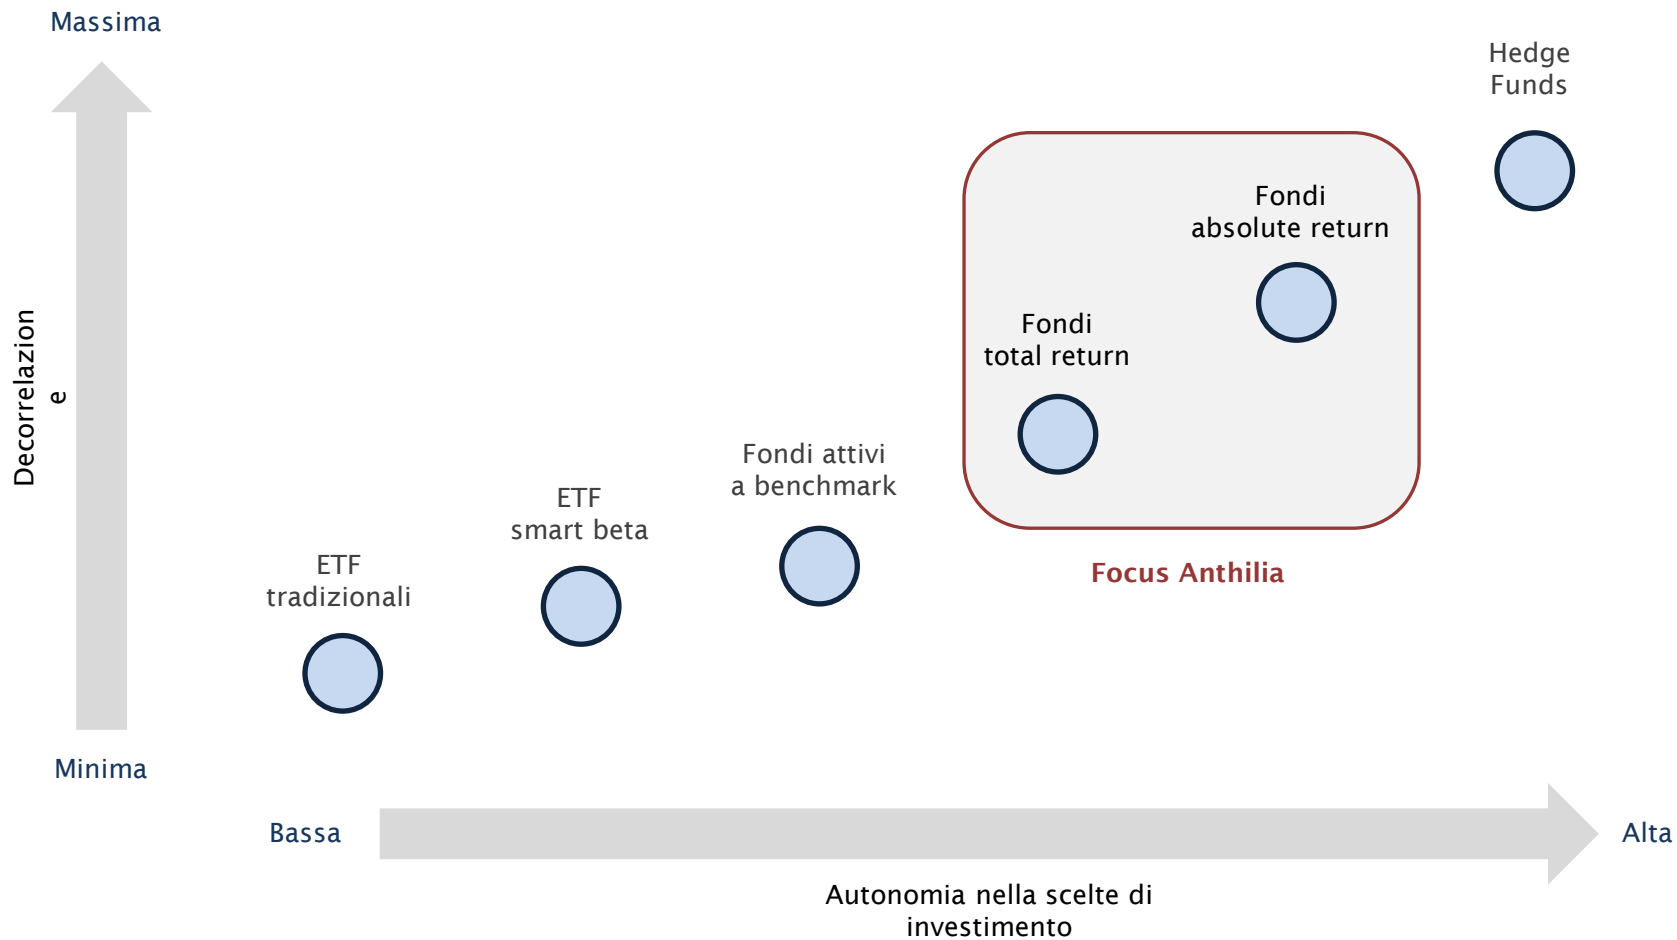 Massima
Hedge
Funds
Fondi
absolute return
Fondi
total return
Decorrelazion
e
Fondi attivi
a benchmark
ETF
smart beta
ETF
tradizionali
Focus Anthilia
Minima
Bassa
Alta
Autonomia nella scelte di
investimento